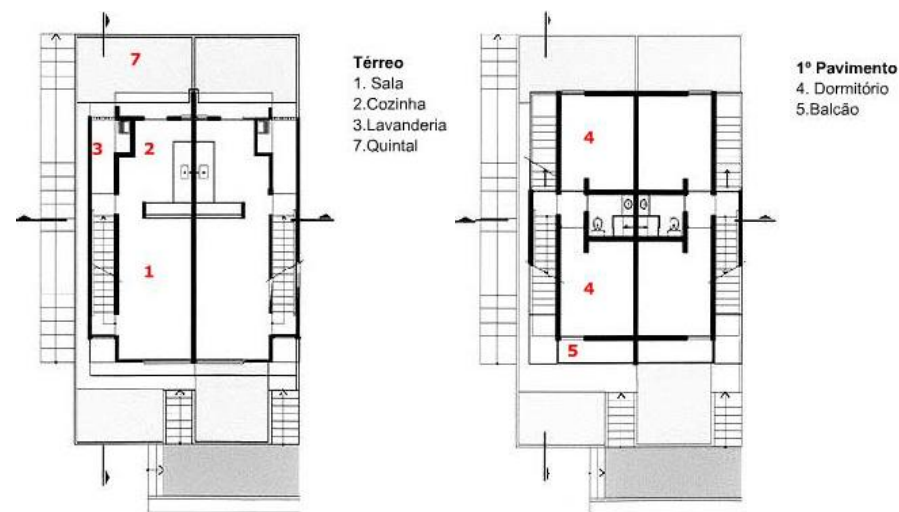 7
3
2
1
Térreo
1. Sala
2.Cozinha
3.Lavanderia
7.Quintal
4
4
5
1º Pavimento
4. Dormitório
5.Balcão